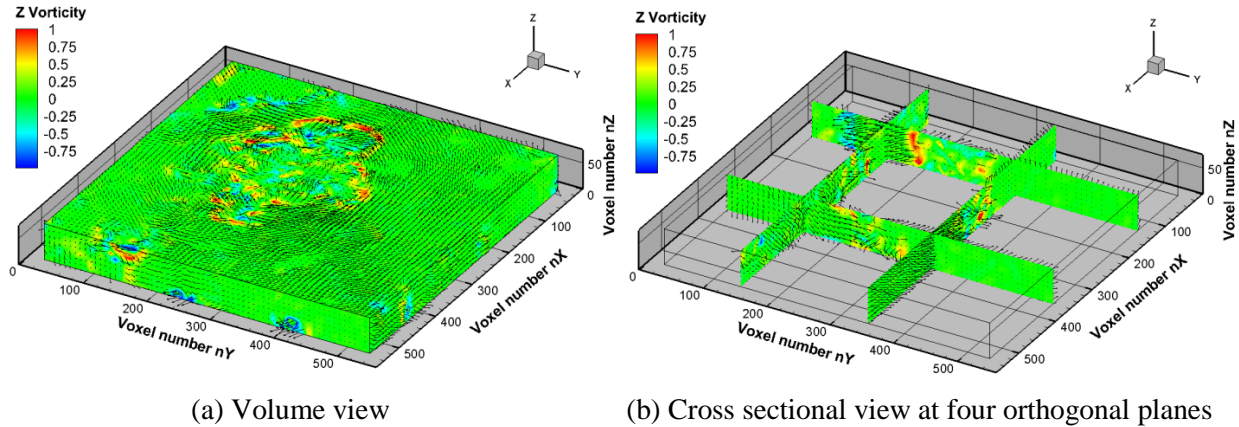 Z Vorticity
1
0.75
0.5
0.25
0
-0.25
-0.5
-0.75
Z
X
Y
50
0
Voxel number nZ
100
200
300
400
500
Voxel number nX
0
100
200
300
400
500
Voxel number nY
(a) Volume view
Z Vorticity
1
0.75
0.5
0.25
0
-0.25
-0.5
-0.75
Z
X
Y
50
0
Voxel number nZ
100
200
300
400
500
Voxel number nX
0
100
200
300
400
500
Voxel number nY
(b) Cross sectional view at four orthogonal planes